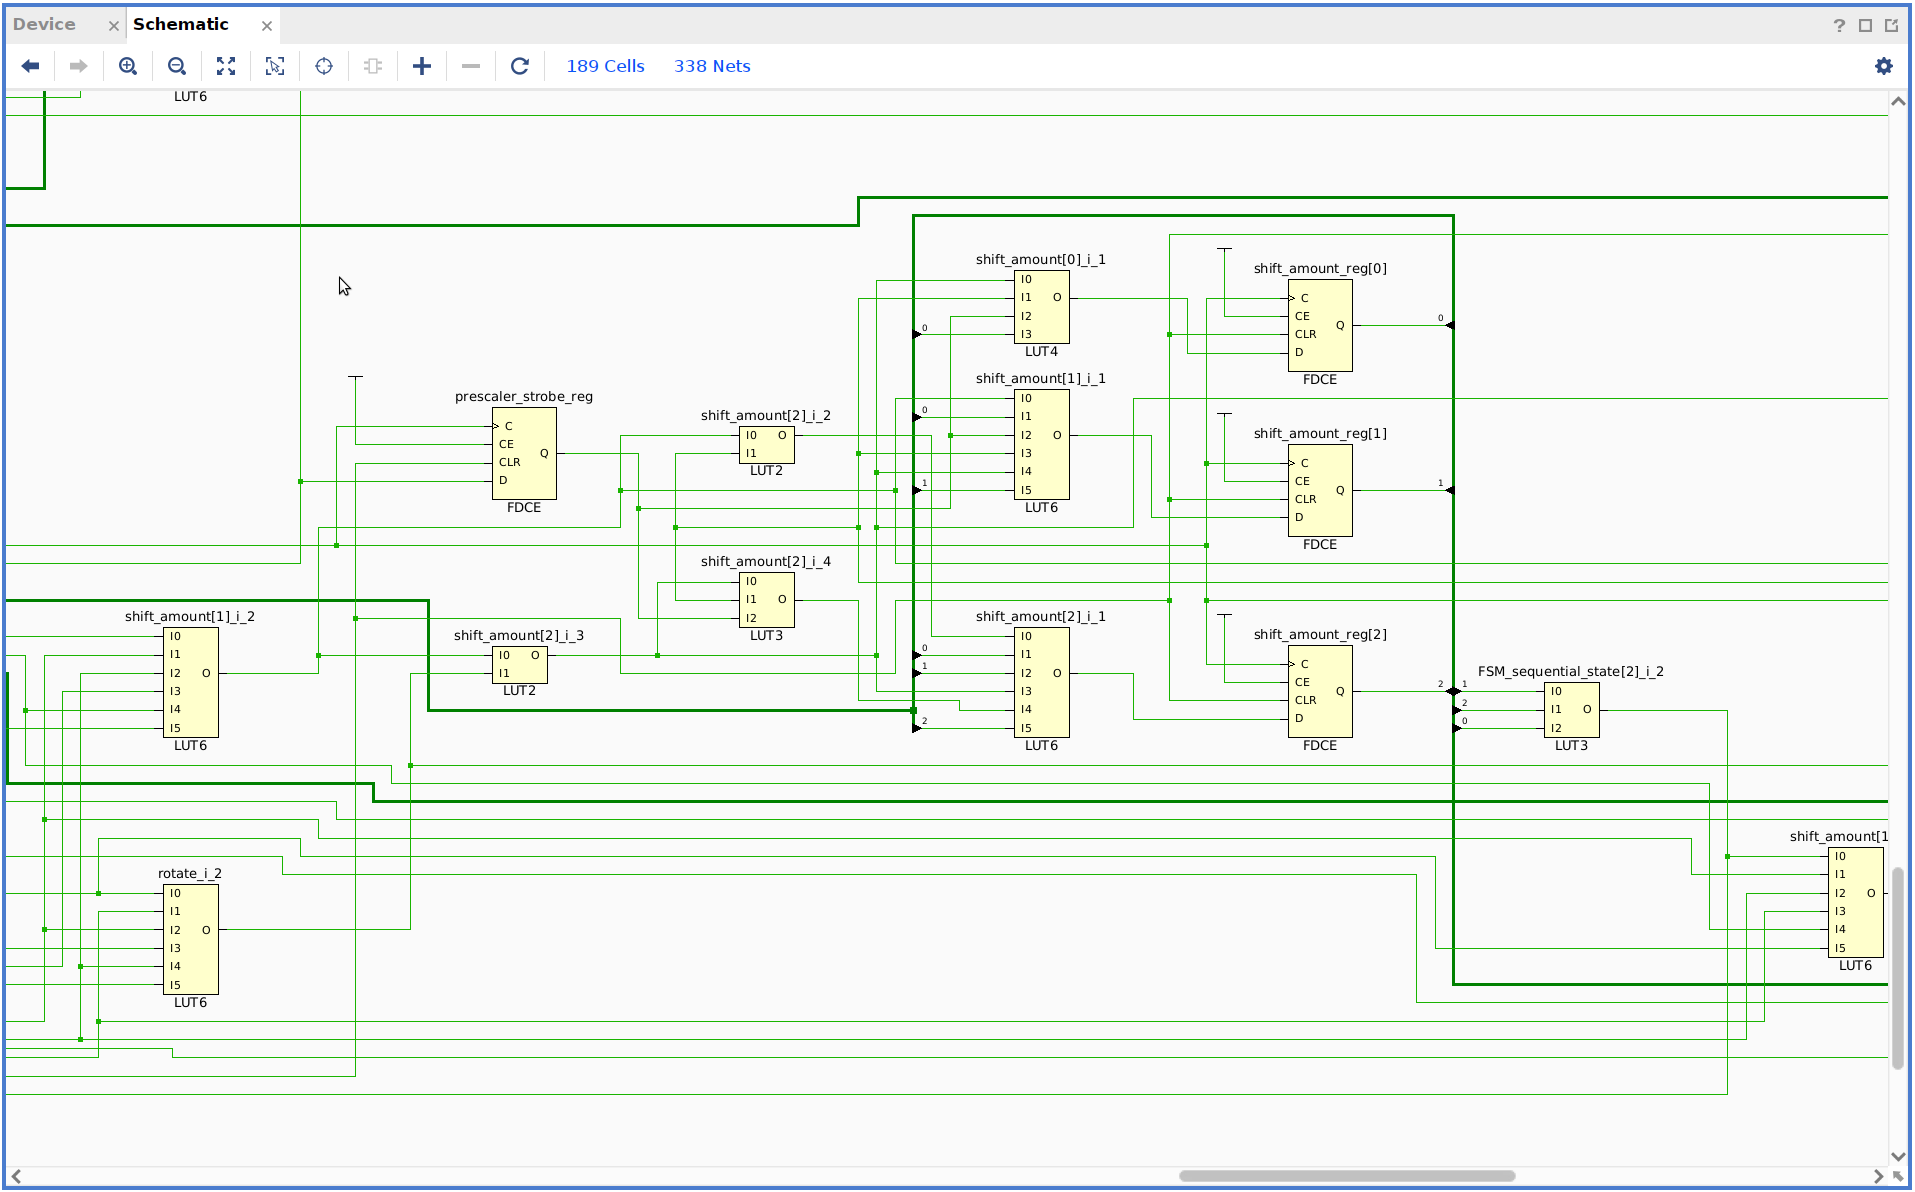 Device × Schematic ×
?
189 Cells 338 Nets
LUT6
shift_amount[0]_i_1
I0
I1 O
I2
0 I3
LUT4
shift_amount_reg[0]
C
CE
Q 0
CLR
D
FDCE
shift_amount[1]_i_1
I0
0 I1
I2 O
I3
I4
1 I5
LUT6
shift_amount_reg[1]
C
CE
Q 1
CLR
D
FDCE
prescaler_strobe_reg
C
CE
Q
CLR
D
FDCE
shift_amount[2]_i_2
I0 O
I1
LUT2
shift_amount[2]_i_4
I0
I1 O
I2
LUT3
shift_amount[1]_i_2
I0
I1
I2 O
I3
I4
I5
LUT6
shift_amount[2]_i_3
I0 O
I1
LUT2
shift_amount[2]_i_1
I0
0 I1
1 I2 O
I3
I4
2 I5
LUT6
shift_amount_reg[2]
C
CE
Q 2
CLR
D
FDCE
FSM_sequential_state[2]_i_2
1 I0
2 I1 O
0 I2
LUT3
shift_amount[1
I0
I1
I2 O
I3
I4
I5
LUT6
rotate_i_2
I0
I1
I2 O
I3
I4
I5
LUT6